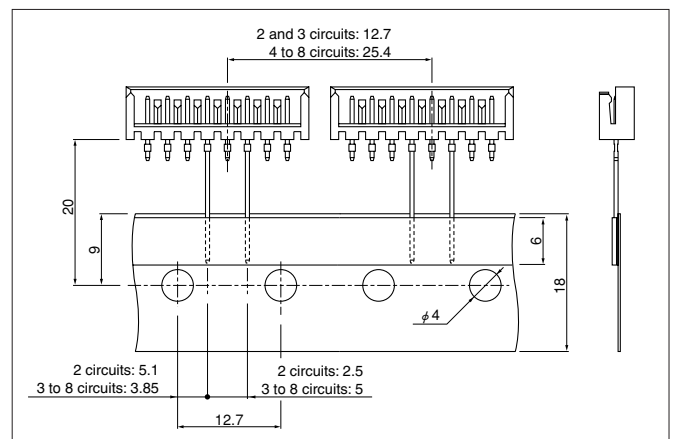 2 and 3 circuits: 12.7
4 to 8 circuits: 25.4
20
9
6
18
φ4
2 circuits: 5.1
3 to 8 circuits: 3.85
2 circuits: 2.5
3 to 8 circuits: 5
12.7